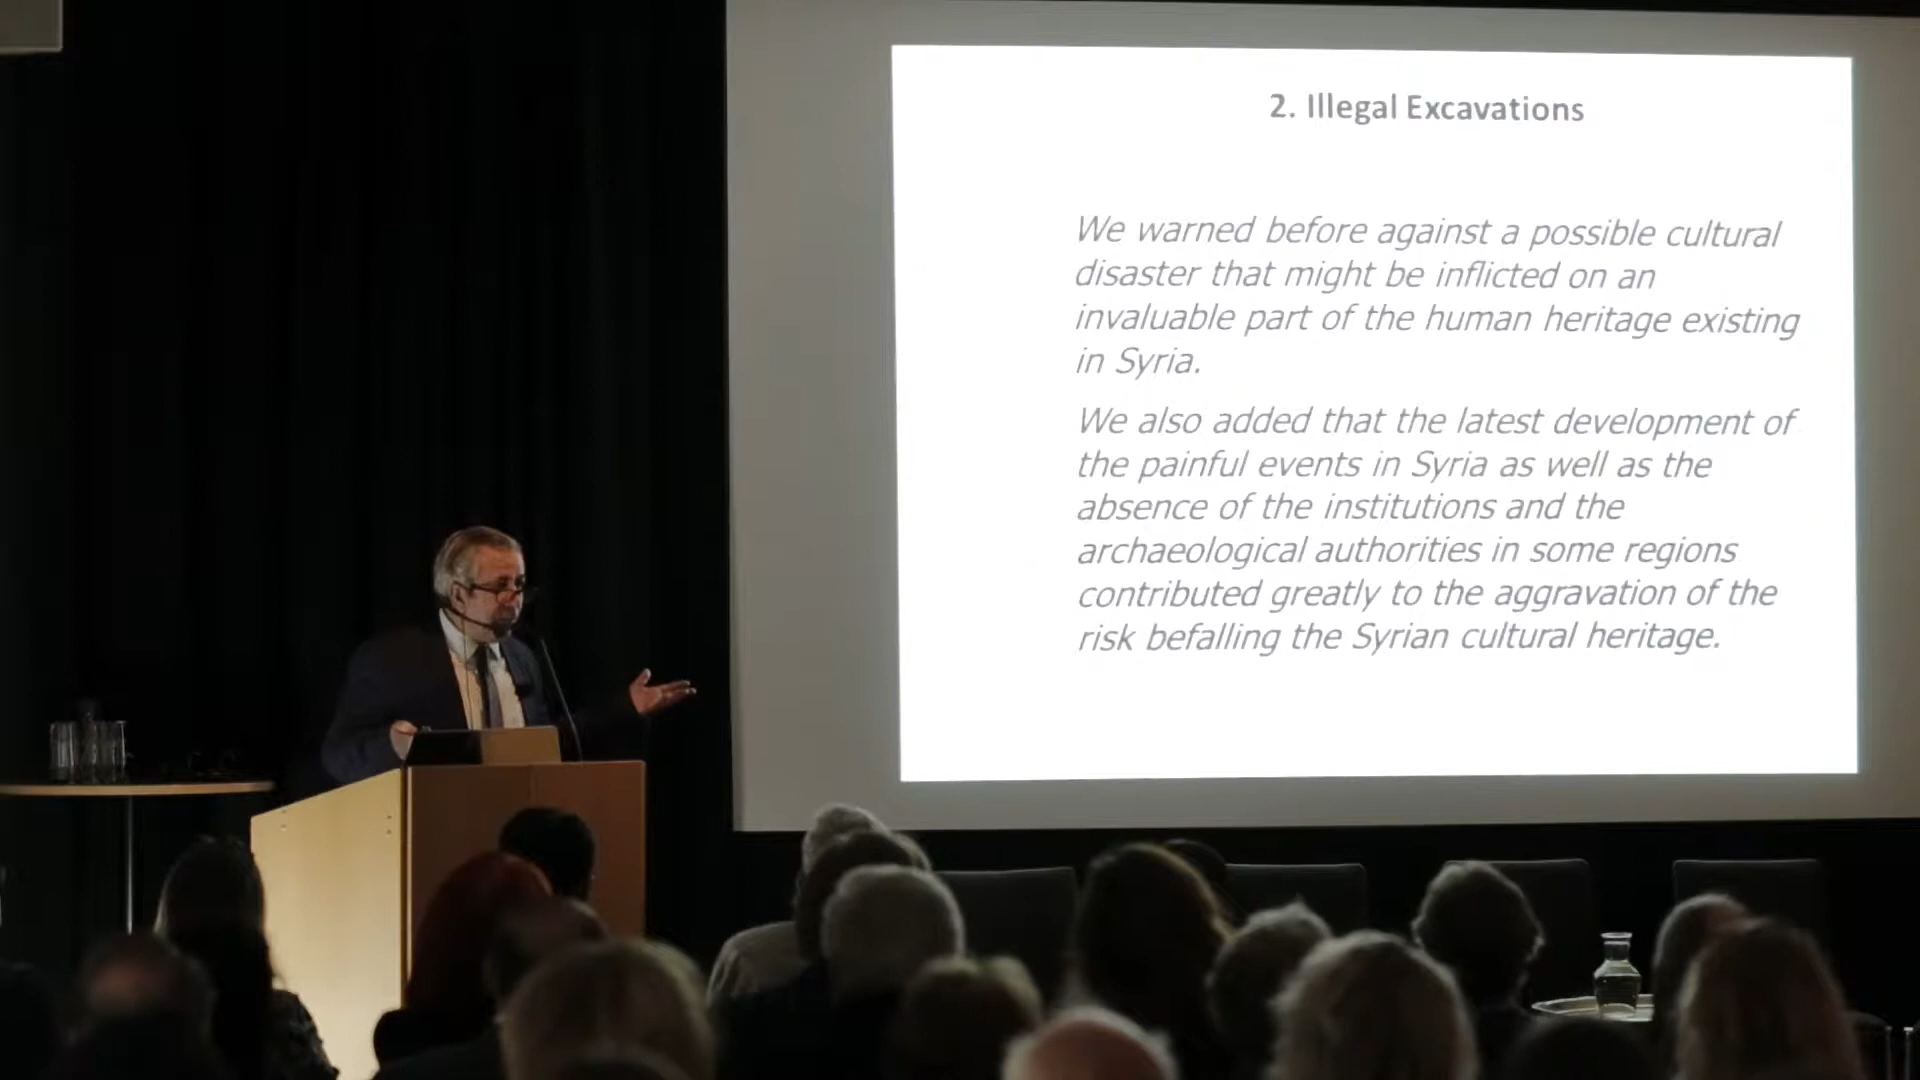 2. Illegal Excavations
We warned before against a possible cultural
disaster that might be inflicted on an
invaluable part of the human heritage existing
in Syria.
We also added that the latest development of
the painful events in Syria as well as the
absence of the institutions and the
archaeological authorities in some regions
contributed greatly to the aggravation of the
risk befalling the Syrian cultural heritage.